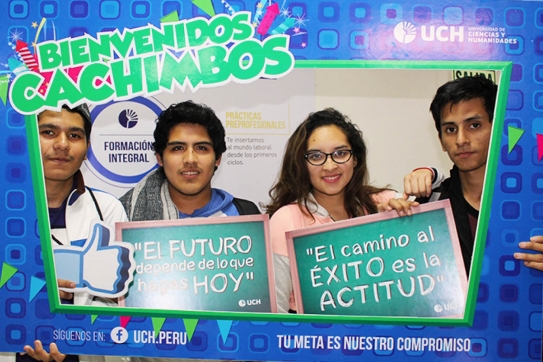 BIENVENIDOS
CACHIMBOS
UCH
UNIVERSIDAD
DE CIENCIAS Y
HUMANIDADES
FORMACIÓN
INTEGRAL
PRÁCTICAS
PREPROFESIONALES
Te insertamos
al mundo laboral
desde los primeros
ciclos.
"EL FUTURO
depende de lo que
hagas HOY"
UCH
"El camino al
ÉXITO es la
ACTITUD"
UCH
SÍGUENOS EN: f UCH.PERU
TU META ES NUESTRO COMPROMISO